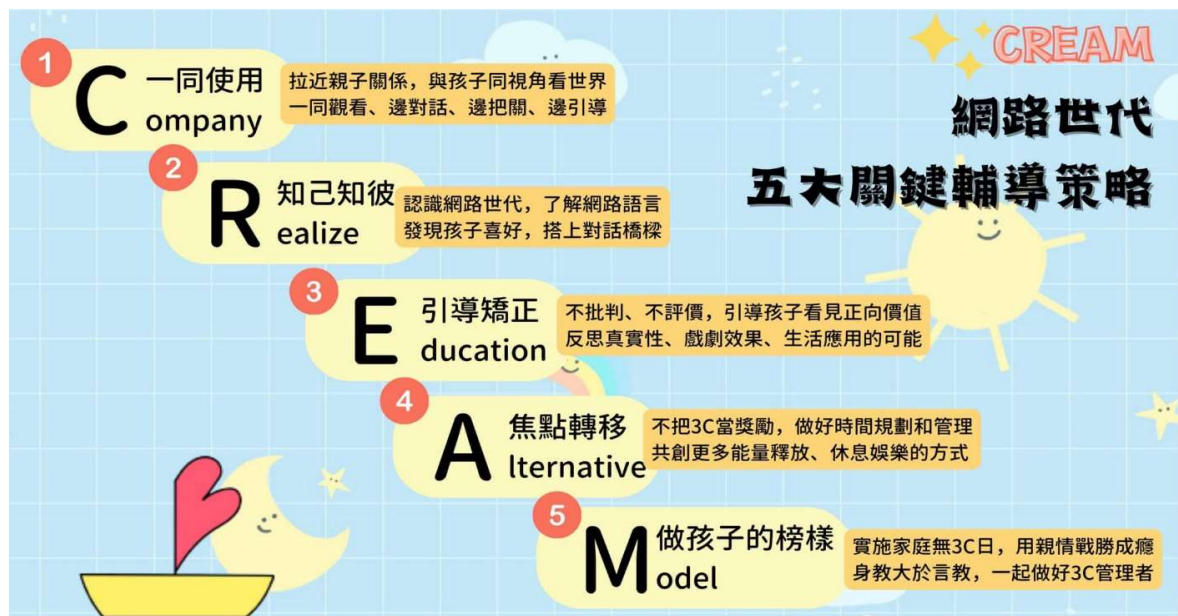 CREAM
網路世代
五大關鍵輔導策略
1
C 一同使用
ompany
拉近親子關係，與孩子同視角看世界
一同觀看、邊對話、邊把關、邊引導
2
R 知己知彼
ealize
認識網路世代，了解網路語言
發現孩子喜好，搭上對話橋樑
3
E 引導矯正
ducation
不批判、不評價，引導孩子看見正向價值
反思真實性、戲劇效果、生活應用的可能
4
A 焦點轉移
lternative
不把3C當獎勵，做好時間規劃和管理
共創更多能量釋放、休息娛樂的方式
5
M 做孩子的榜樣
odel
實施家庭無3C日，用親情戰勝成癮
身教大於言教，一起做好3C管理者